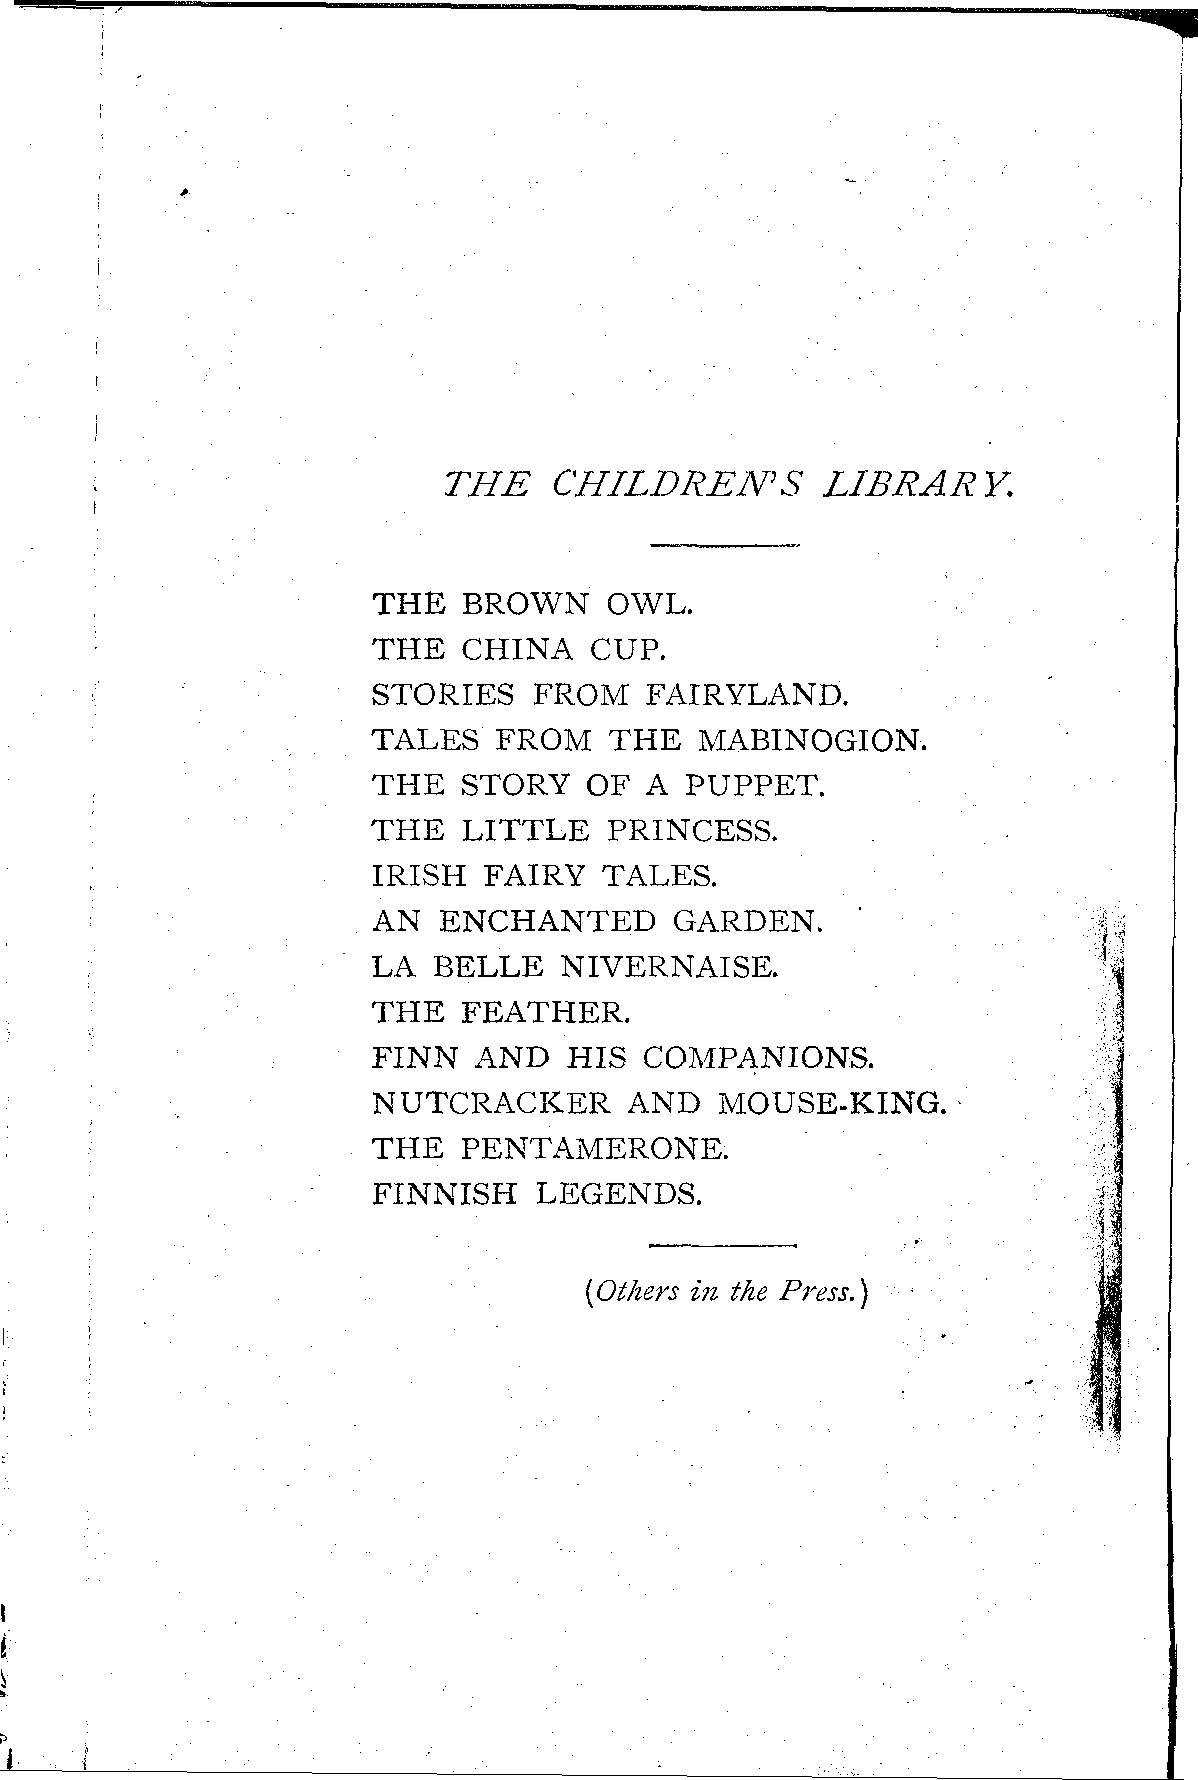 THE CHILDREN'S LIBRARY.
THE BROWN OWL.
THE CHINA CUP.
STORIES FROM FAIRYLAND.
TALES FROM THE MABINOGION.
THE STORY OF A PUPPET.
THE LITTLE PRINCESS.
IRISH FAIRY TALES.
AN ENCHANTED GARDEN.
LA BELLE NIVERNAISE.
THE FEATHER.
FINN AND HIS COMPANIONS.
NUTCRACKER AND MOUSE-KING.
THE PENTAMERONE.
FINNISH LEGENDS.
(Others in the Press.)